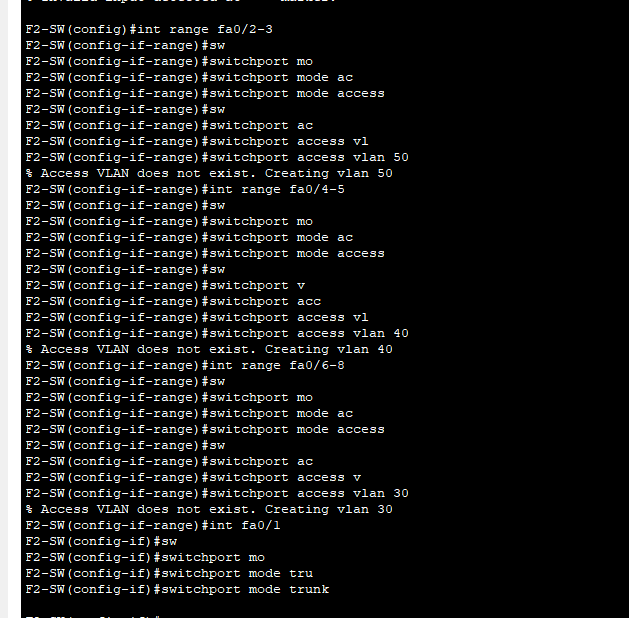 F2-SW(config)#int range fa0/2-3
F2-SW(config-if-range)#sw
F2-SW(config-if-range)#switchport mo
F2-SW(config-if-range)#switchport mode ac
F2-SW(config-if-range)#switchport mode access
F2-SW(config-if-range)#sw
F2-SW(config-if-range)#switchport ac
F2-SW(config-if-range)#switchport access vl
F2-SW(config-if-range)#switchport access vlan 50
% Access VLAN does not exist. Creating vlan 50
F2-SW(config-if-range)#int range fa0/4-5
F2-SW(config-if-range)#sw
F2-SW(config-if-range)#switchport mo
F2-SW(config-if-range)#switchport mode ac
F2-SW(config-if-range)#switchport mode access
F2-SW(config-if-range)#sw
F2-SW(config-if-range)#switchport v
F2-SW(config-if-range)#switchport acc
F2-SW(config-if-range)#switchport access vl
F2-SW(config-if-range)#switchport access vlan 40
% Access VLAN does not exist. Creating vlan 40
F2-SW(config-if-range)#int range fa0/6-8
F2-SW(config-if-range)#sw
F2-SW(config-if-range)#switchport mo
F2-SW(config-if-range)#switchport mode ac
F2-SW(config-if-range)#switchport mode access
F2-SW(config-if-range)#sw
F2-SW(config-if-range)#switchport ac
F2-SW(config-if-range)#switchport access v
F2-SW(config-if-range)#switchport access vlan 30
% Access VLAN does not exist. Creating vlan 30
F2-SW(config-if-range)#int fa0/1
F2-SW(config-if)#sw
F2-SW(config-if)#switchport mo
F2-SW(config-if)#switchport mode tru
F2-SW(config-if)#switchport mode trunk